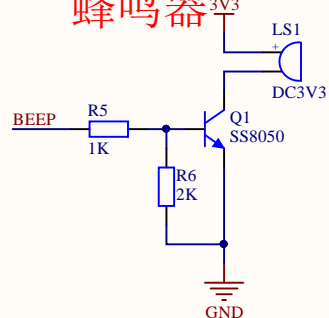 蜂鸣器
3V3
LS1
+
DC3V3
Q1
SS8050
BEEP
R5
1K
R6
2K
GND